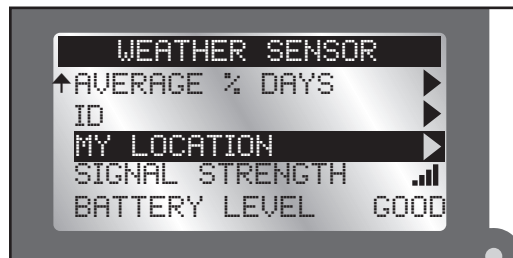 WEATHER SENSOR
AVERAGE % DAYS
ID
MY LOCATION
SIGNAL STRENGTH
BATTERY LEVEL GOOD